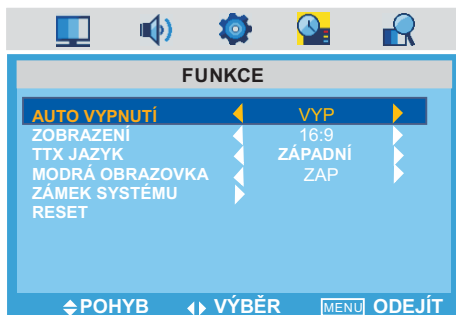 FUNKCE
AUTO VYPNUTÍ VYP
ZOBRAZENÍ 16:9
TTX JAZYK ZÁPADNÍ
MODRÁ OBRAZOVKA ZAP
ZÁMEK SYSTÉMU
RESET
POHYB VÝBĚR MENU ODEJÍT